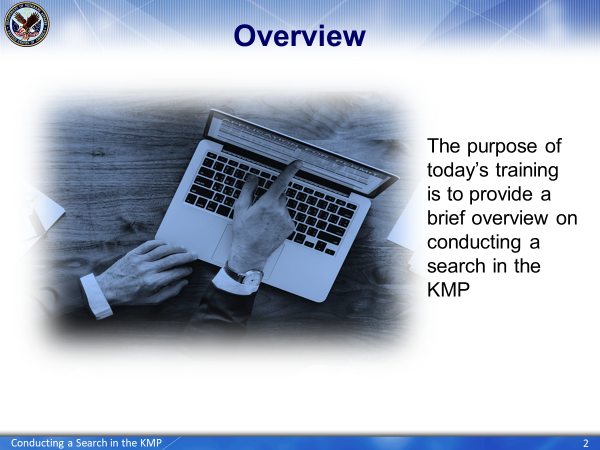 Overview
The purpose of
today’s training
is to provide a
brief overview on
conducting a
search in the
KMP
Conducting a Search in the KMP
2